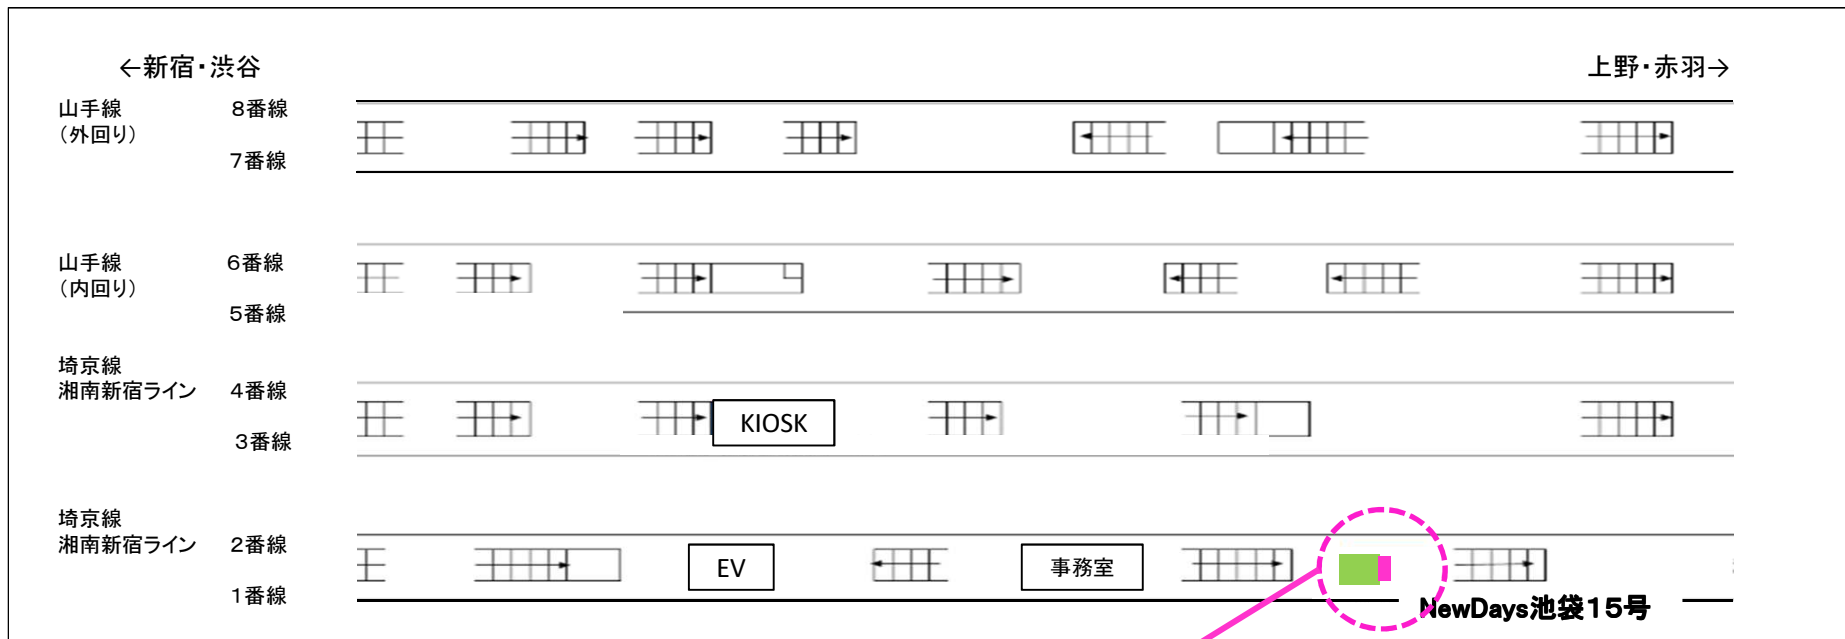 ←新宿・渋谷
上野・赤羽→
山手線
（外回り）
8番線
7番線
山手線
（内回り）
6番線
5番線
埼京線
湘南新宿ライン
4番線
3番線
KIOSK
埼京線
湘南新宿ライン
2番線
1番線
EV
事務室
NewDays池袋15号